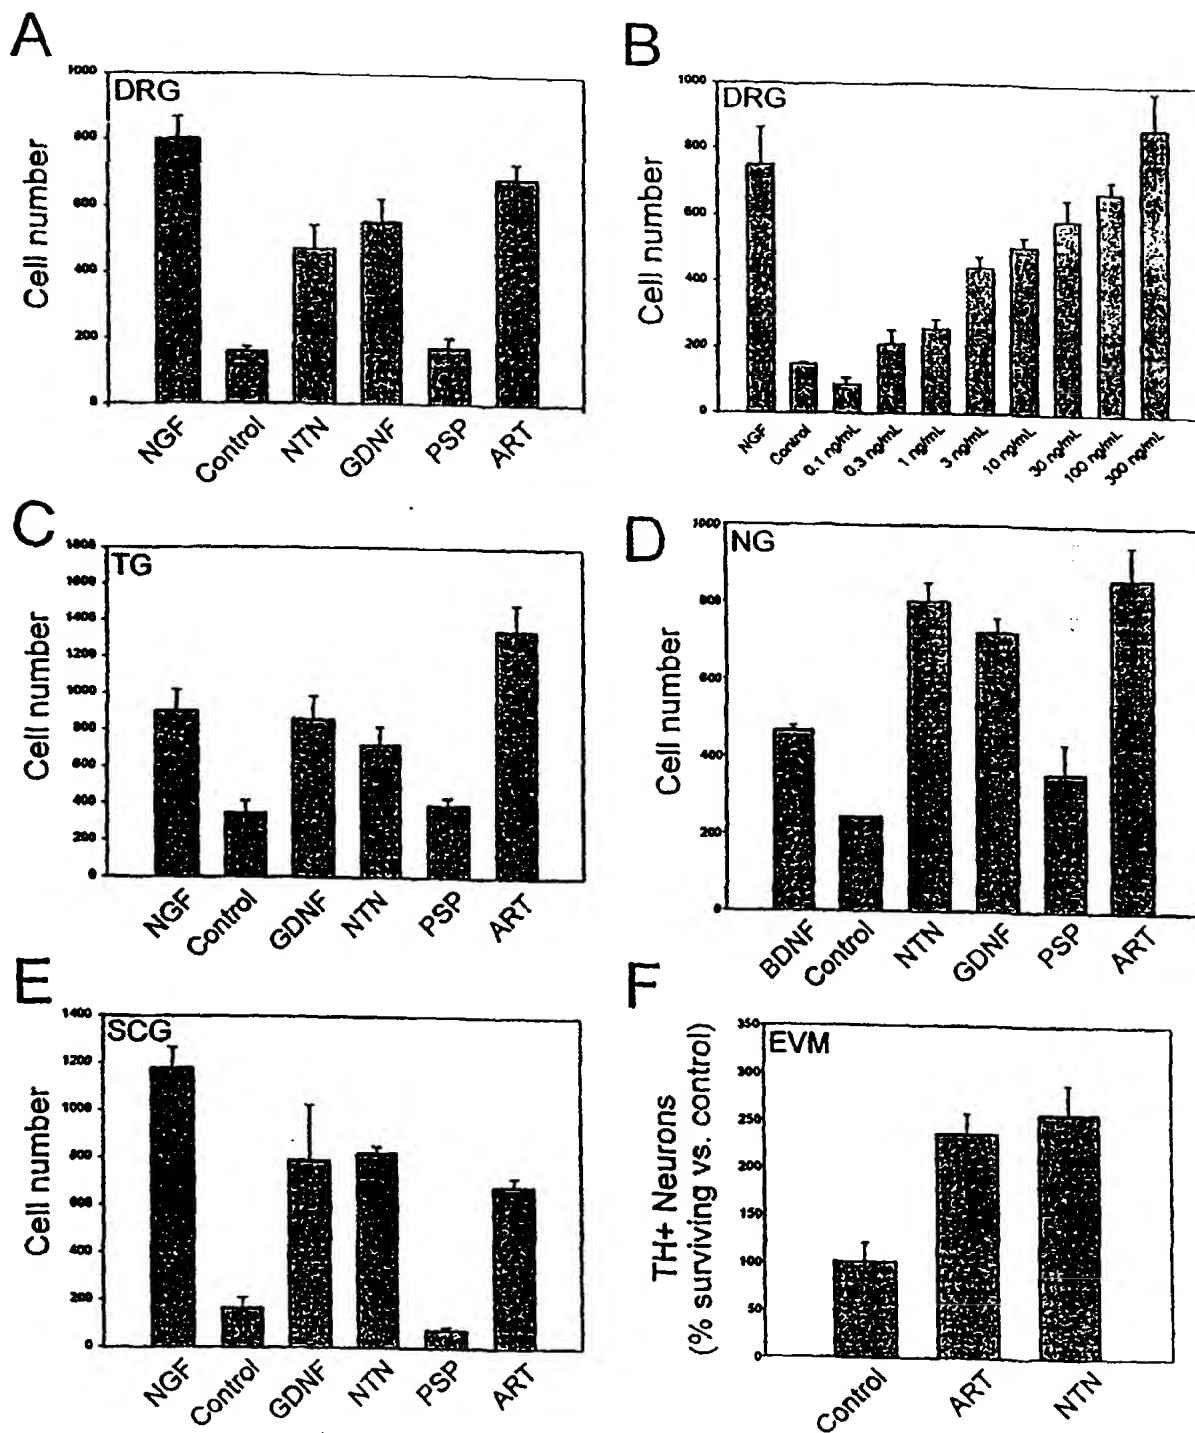 A
DRG
Cell number
1000
800
600
400
200
0
NGF
Control
NTN
GDNF
PSP
ART
B
DRG
Cell number
1000
800
600
400
200
0
NGF
Control
0.1 ng/mL
0.3 ng/mL
1 ng/mL
3 ng/mL
10 ng/mL
30 ng/mL
100 ng/mL
300 ng/mL
C
TG
Cell number
1600
1400
1200
1000
800
600
400
200
0
NGF
Control
GDNF
NTN
PSP
ART
D
NG
Cell number
1000
800
600
400
200
0
BDNF
Control
NTN
GDNF
PSP
ART
E
SCG
Cell number
1400
1200
1000
800
600
400
200
0
NGF
Control
GDNF
NTN
PSP
ART
F
EVM
TH+ Neurons
(% surviving vs. control)
350
300
250
200
150
100
50
0
Control
ART
NTN